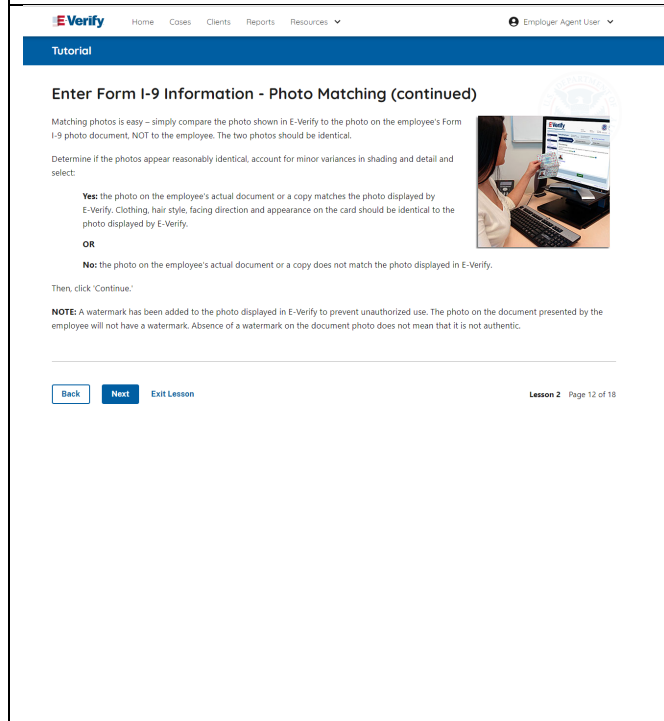 E-Verify Home Cases Clients Reports Resources Employer Agent User
Tutorial
Enter Form I-9 Information - Photo Matching (continued)
Matching photos is easy – simply compare the photo shown in E-Verify to the photo on the employee's Form
I-9 photo document, NOT to the employee. The two photos should be identical.
Determine if the photos appear reasonably identical, account for minor variances in shading and detail and
select:
Yes: the photo on the employee's actual document or a copy matches the photo displayed by
E-Verify. Clothing, hair style, facing direction and appearance on the card should be identical to the
photo displayed by E-Verify.
OR
No: the photo on the employee's actual document or a copy does not match the photo displayed in E-Verify.
Then, click 'Continue.'
NOTE: A watermark has been added to the photo displayed in E-Verify to prevent unauthorized use. The photo on the document presented by the
employee will not have a watermark. Absence of a watermark on the document photo does not mean that it is not authentic.
Back Next Exit Lesson Lesson 2 Page 12 of 18